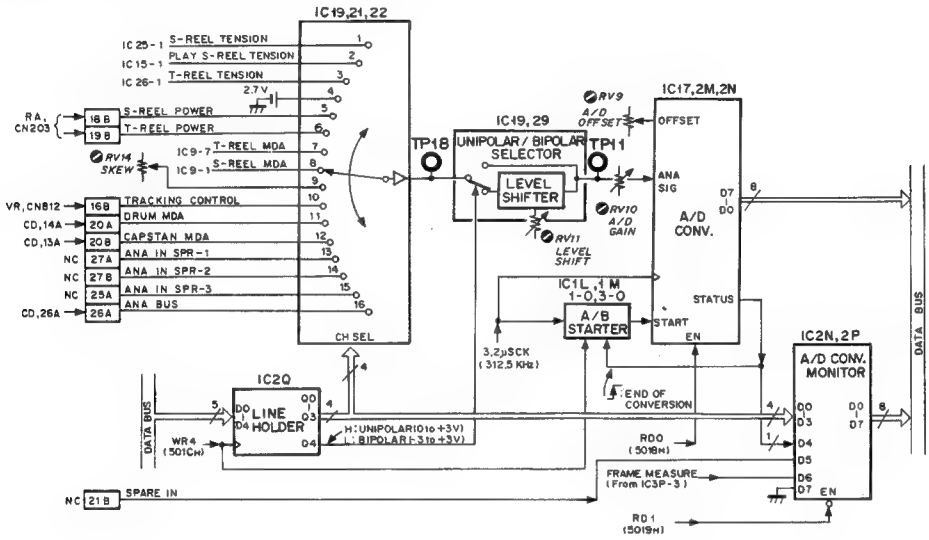 IC19,21,22
IC25-1 S-REEL TENSION 1
IC15-1 PLAY S-REEL TENSION 2
IC26-1 T-REEL TENSION 3
2.7V 4
RA, CN203
18B S-REEL POWER 5
19B T-REEL POWER 6
IC9-7 T-REEL MDA 7
IC9-1 S-REEL MDA 8
RV14 SKEW 9
VR,CN812 16B TRACKING CONTROL 10
CD,14A 20A DRUM MDA 11
CD,13A 20B CAPSTAN MDA 12
NC 27A ANA IN SPR-1 13
NC 27B ANA IN SPR-2 14
NC 25A ANA IN SPR-3 15
CD,26A 26A ANA BUS 16
CH SEL
4
TP18
IC19, 29
UNIPOLAR / BIPOLAR
SELECTOR
LEVEL
SHIFTER
RV11
LEVEL
SHIFT
TP11
RV10
A/D
GAIN
RV9
A/D
OFFSET
IC17,2M,2N
OFFSET
ANA
SIG
A/D
CONV.
D7
D0
8
STATUS
START
EN
IC1L,1M
1-O,3-O
A/B
STARTER
3.2μSCK
(312.5 KHz)
:END OF
CONVERSION
DATA BUS
5
IC2Q
D0
D4
LINE
HOLDER
D0
D3
D4
4
H:UNIPOLAR(0 to +3V)
L:BIPOLAR(-3 to +3V)
WR4
(501CH)
RD0
(5018H)
IC2N, 2P
A/D CONV.
MONITOR
4
D0
D3
1
D4
D5
D6
D7
D0
D7
8
EN
FRAME MEASURE
(From IC3P-3)
NC 21B SPARE IN
RD1
(5019H)
DATA BUS